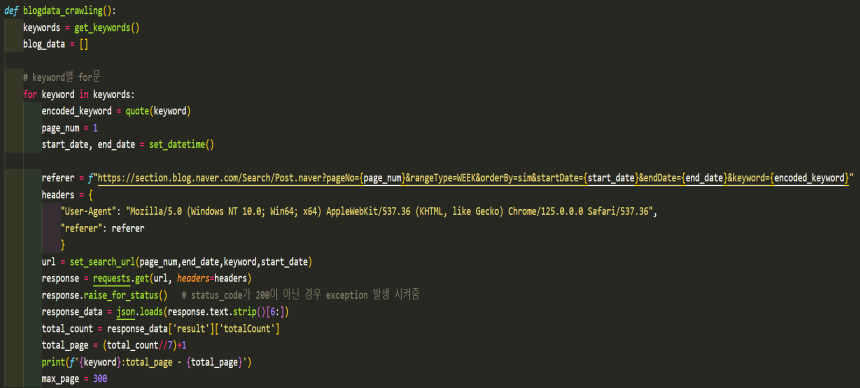 def blogdata_crawling():
    keywords = get_keywords()
    blog_data = []
    # keyword별 for문
    for keyword in keywords:
        encoded_keyword = quote(keyword)
        page_num = 1
        start_date, end_date = set_datetime()
        referer = f"https://section.blog.naver.com/Search/Post.naver?pageNo={page_num}&rangeType=WEEK&orderBy=sim&startDate={start_date}&endDate={end_date}&keyword={encoded_keyword}"
        headers = {
            "User-Agent": "Mozilla/5.0 (Windows NT 10.0; Win64; x64) AppleWebKit/537.36 (KHTML, like Gecko) Chrome/125.0.0.0 Safari/537.36",
            "referer": referer
            }
        url = set_search_url(page_num,end_date,keyword,start_date)
        response = requests.get(url, headers=headers)
        response.raise_for_status()   # status_code가 200이 아닌 경우 exception 발생 시켜줌
        response_data = json.loads(response.text.strip()[6:])
        total_count = response_data['result']['totalCount']
        total_page = (total_count//7)+1
        print(f'{keyword}:total_page - {total_page}')
        max_page = 300